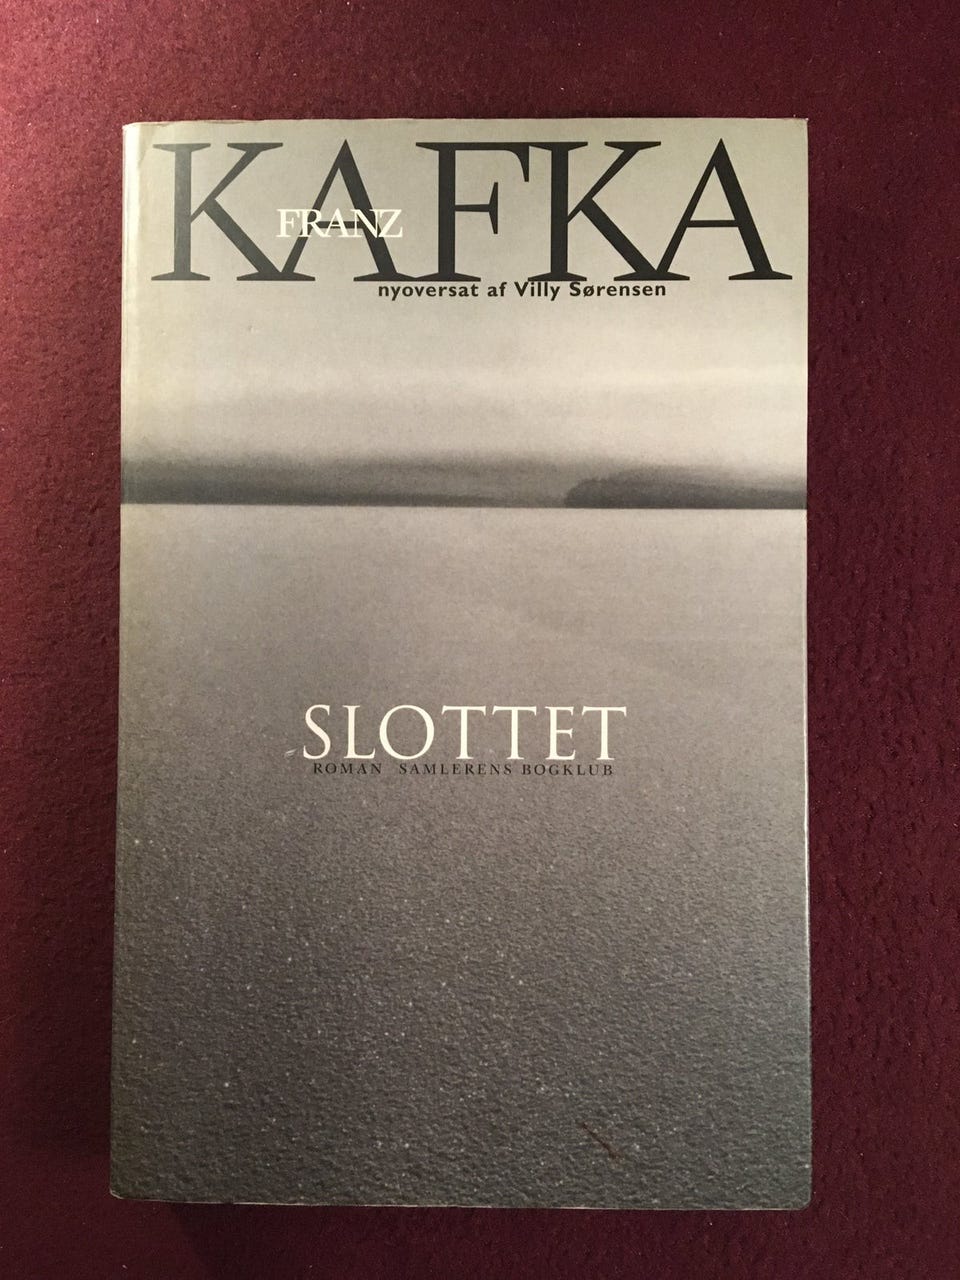 KAFKA
FRANZ
nyoversat af Villy Sørensen
SLOTTET
ROMAN SAMLERENS BOGKLUB